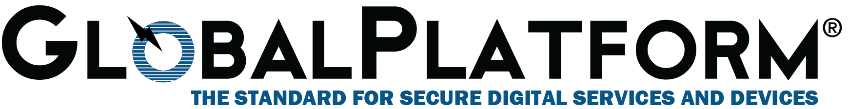 GLOBALPLATFORM®
THE STANDARD FOR SECURE DIGITAL SERVICES AND DEVICES